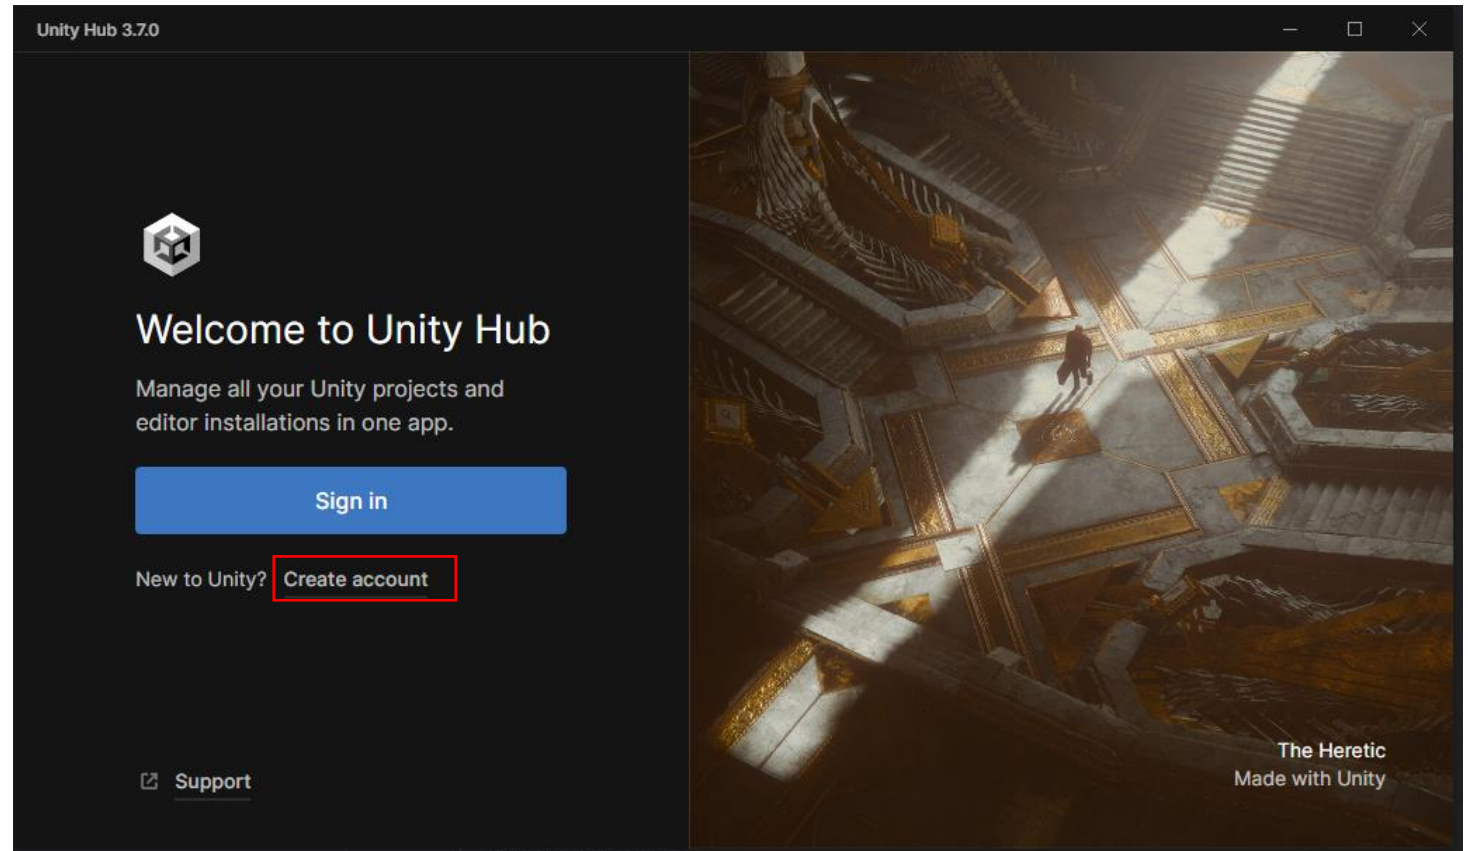 Unity Hub 3.7.0
Welcome to Unity Hub
Manage all your Unity projects and
editor installations in one app.
Sign in
New to Unity? Create account
Support
The Heretic
Made with Unity